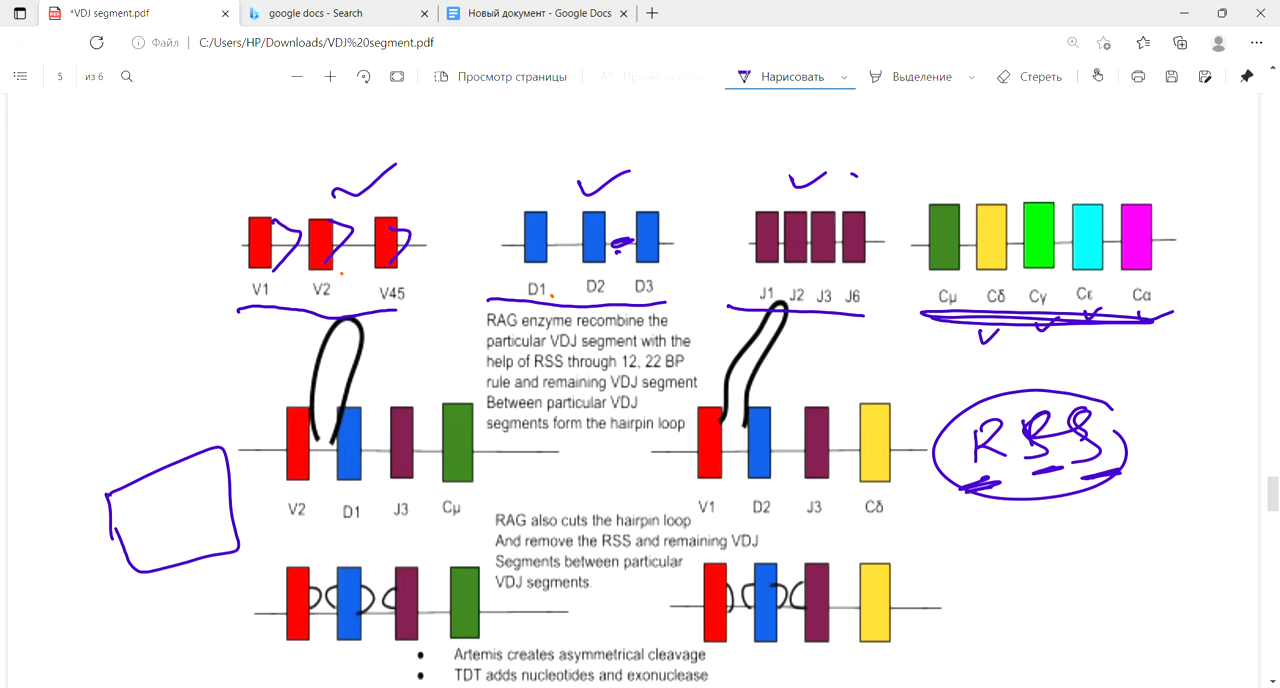 *VDJ segment.pdf
google docs - Search
Новый документ - Google Docs
Файл
C:/Users/HP/Downloads/VDJ%20segment.pdf
5 из 6
Просмотр страницы
Нарисовать
Выделение
Стереть
V1 V2 V45
D1 D2 D3
J1 J2 J3 J6
Cμ Cδ Cγ Cε Cα
RAG enzyme recombine the
particular VDJ segment with the
help of RSS through 12, 22 BP
rule and remaining VDJ segment
Between particular VDJ
segments form the hairpin loop
V2 D1 J3 Cμ
V1 D2 J3 Cδ
RAG also cuts the hairpin loop
And remove the RSS and remaining VDJ
Segments between particular
VDJ segments.
• Artemis creates asymmetrical cleavage
• TDT adds nucleotides and exonuclease